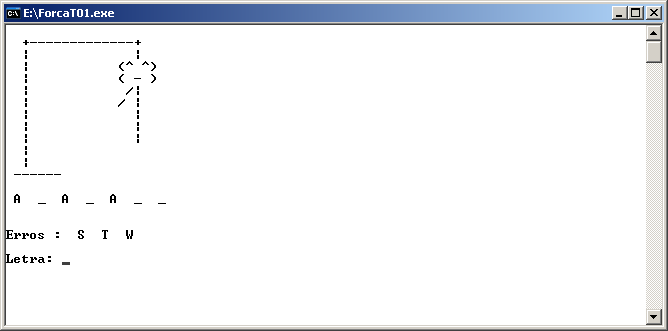 E:\ForcaT01.exe
A _ A _ A _ _
Erros : S T W
Letra: _